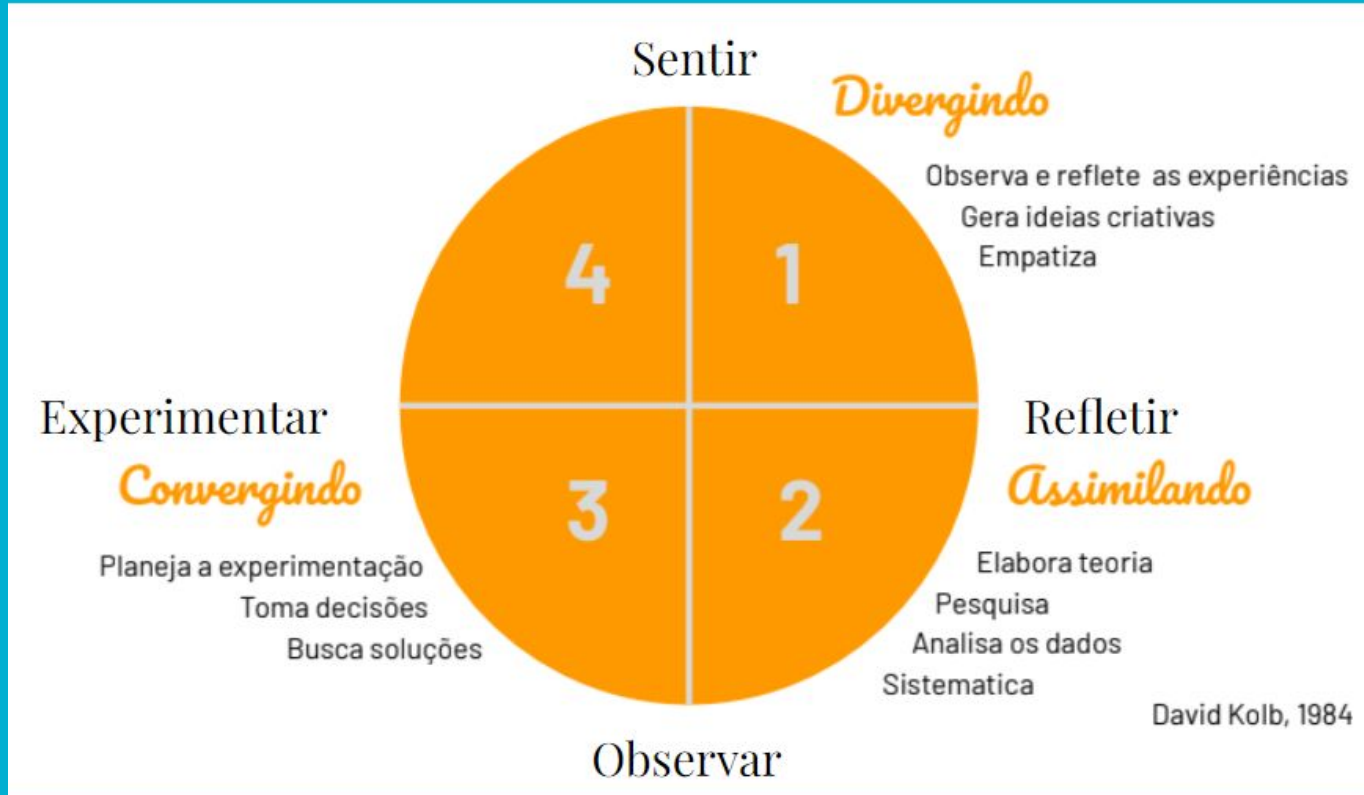 Sentir
Divergindo
Observa e reflete as experiências
Gera ideias criativas
Empatiza
4
1
Experimentar
Refletir
Convergindo
Assimilando
3
2
Planeja a experimentação
Toma decisões
Busca soluções
Elabora teoria
Pesquisa
Analisa os dados
Sistematica
David Kolb, 1984
Observar